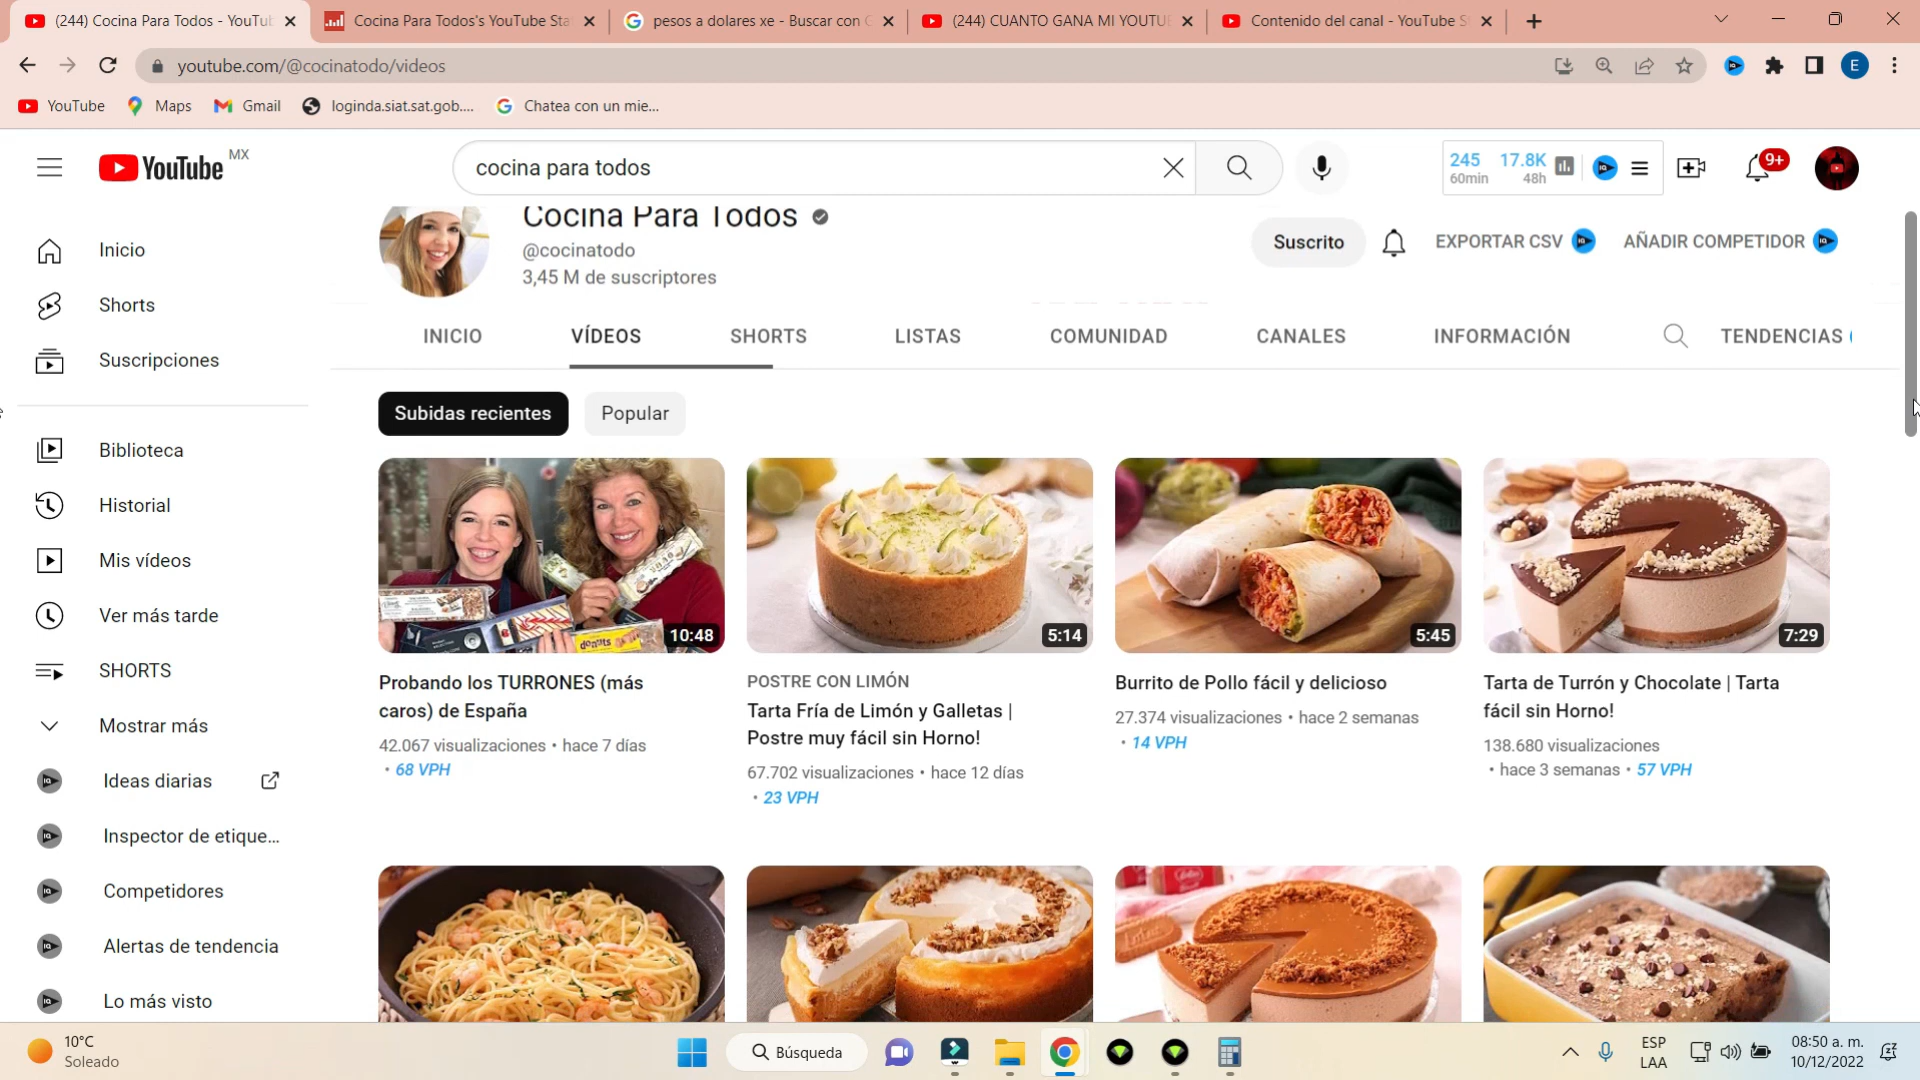 (244) Cocina Para Todos - YouTub
Cocina Para Todos's YouTube Sta
pesos a dolares xe - Buscar con G
(244) CUANTO GANA MI YOUTU
Contenido del canal - YouTube S
youtube.com/@cocinatodo/videos
E
YouTube
Maps
Gmail
loginda.siat.sat.gob....
Chatea con un mie...
YouTube MX
cocina para todos
245
60min
17.8K
48h
9+
Cocina Para Todos
@cocinatodo
3,45 M de suscriptores
Suscrito
EXPORTAR CSV
AÑADIR COMPETIDOR
INICIO
VÍDEOS
SHORTS
LISTAS
COMUNIDAD
CANALES
INFORMACIÓN
TENDENCIAS
Subidas recientes
Popular
Inicio
Shorts
Suscripciones
Biblioteca
Historial
Mis vídeos
Ver más tarde
SHORTS
Mostrar más
Ideas diarias
Inspector de etique...
Competidores
Alertas de tendencia
Lo más visto
10:48
Probando los TURRONES (más
caros) de España
42.067 visualizaciones • hace 7 días
• 68 VPH
5:14
POSTRE CON LIMÓN
Tarta Fría de Limón y Galletas |
Postre muy fácil sin Horno!
67.702 visualizaciones • hace 12 días
• 23 VPH
5:45
Burrito de Pollo fácil y delicioso
27.374 visualizaciones • hace 2 semanas
• 14 VPH
7:29
Tarta de Turrón y Chocolate | Tarta
fácil sin Horno!
138.680 visualizaciones
• hace 3 semanas • 57 VPH
10°C
Soleado
Búsqueda
ESP
LAA
08:50 a. m.
10/12/2022